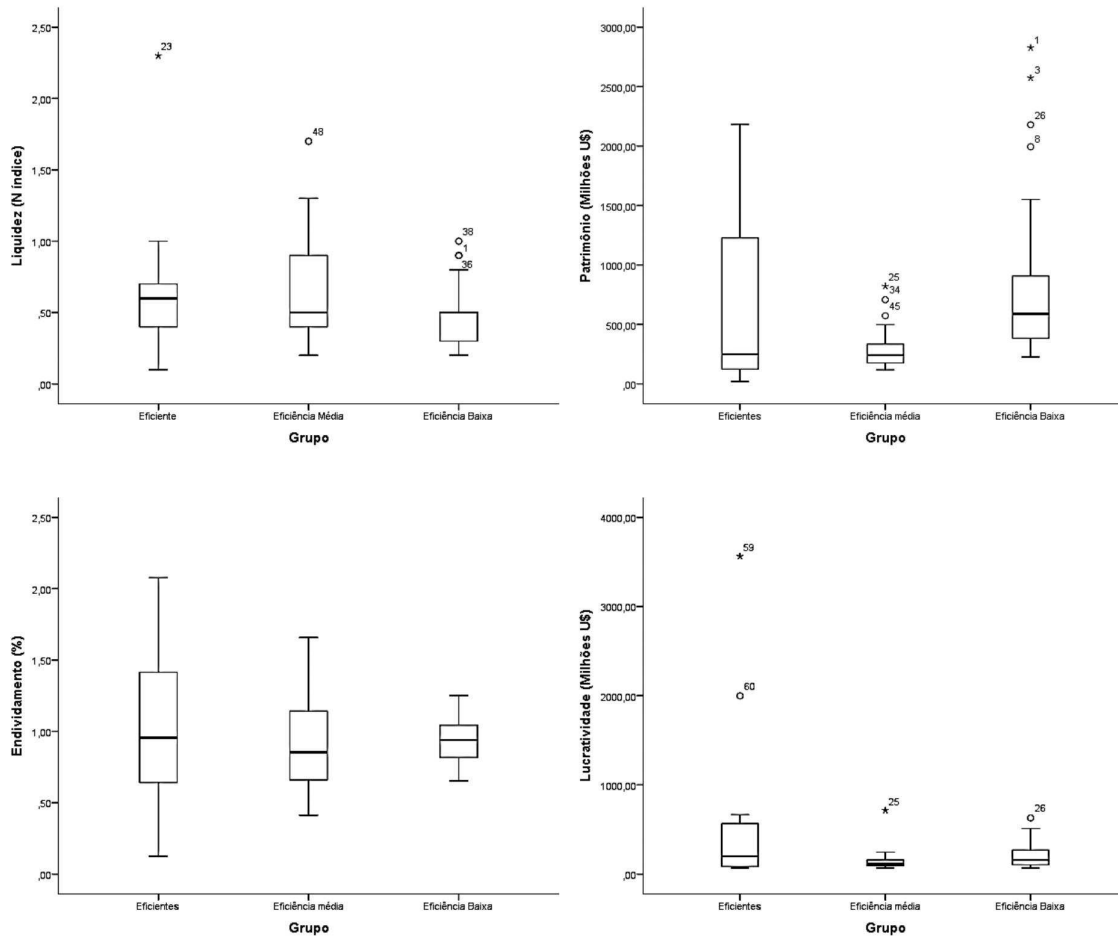 2,50
2,00
1,50
1,00
,50
,00
Liquidez (N índice)
23
48
38
1
36
Eficiente
Eficiência Média
Eficiência Baixa
Grupo
3000,00
2500,00
2000,00
1500,00
1000,00
500,00
,00
Patrimônio (Milhões U$)
25
34
45
1
3
26
8
Eficientes
Eficiência média
Eficiência Baixa
Grupo
2,50
2,00
1,50
1,00
,50
,00
Endividamento (%)
Eficientes
Eficiência média
Eficiência Baixa
Grupo
4000,00
3000,00
2000,00
1000,00
,00
Lucratividade (Milhões U$)
59
60
25
26
Eficientes
Eficiência média
Eficiência Baixa
Grupo